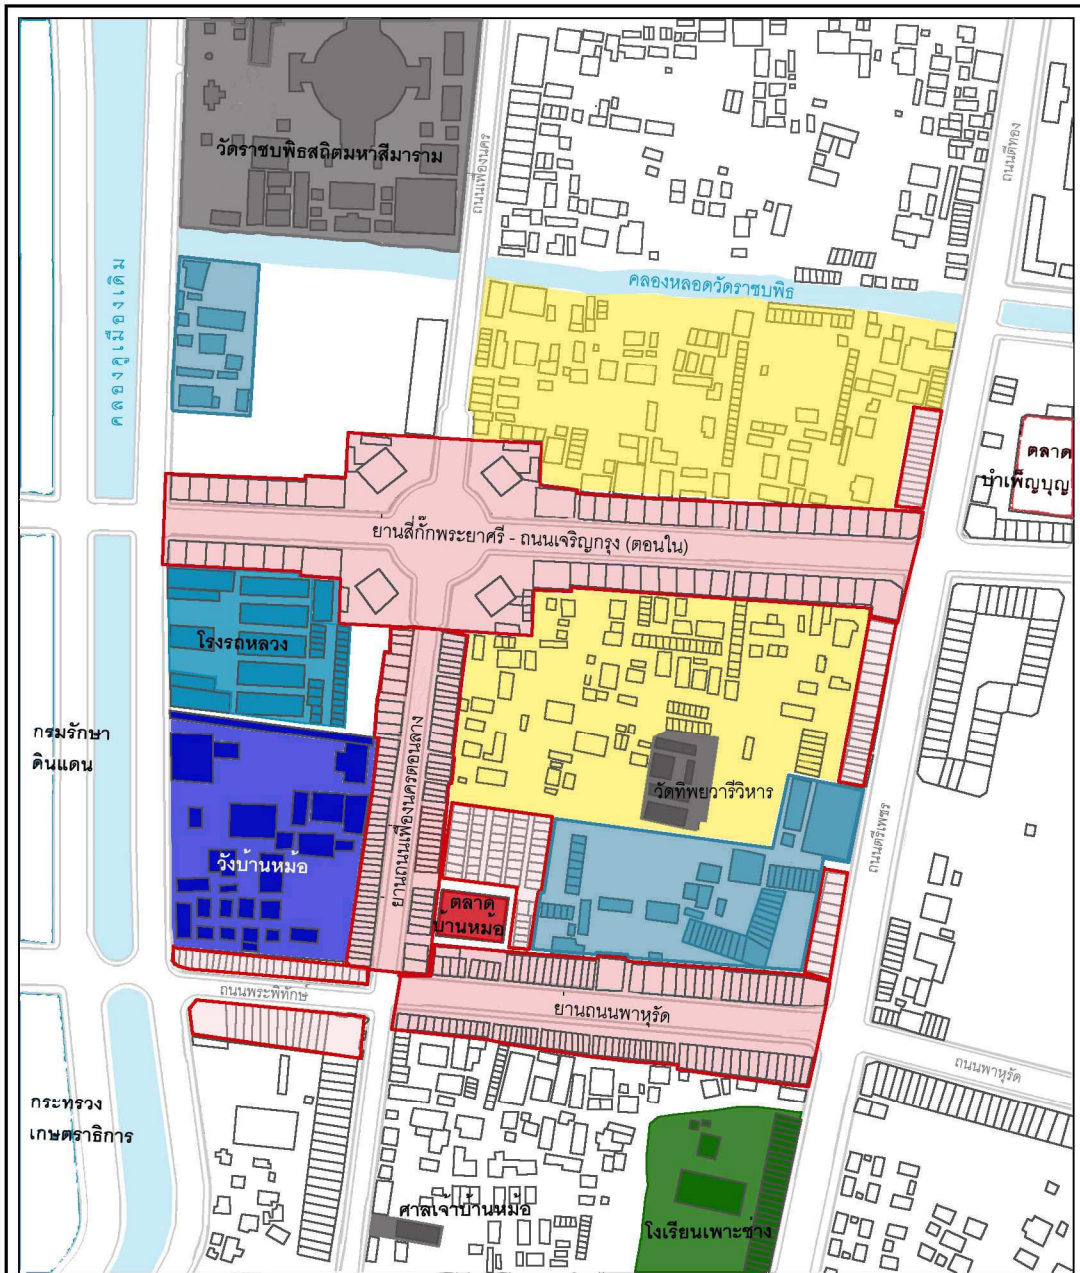 วัดราชบพิธสถิตมหาสีมาราม
ถนนเฟื่องนคร
ถนนตีทอง
คลองคูเมืองเดิม
คลองหลอดวัดราชบพิธ
ตลาด
บำเพ็ญบุญ
ย่านสี่กั๊กพระยาศรี - ถนนเจริญกรุง (ตอนใน)
โรงรถหลวง
กรมรักษา
ดินแดน
ย่านถนนเฟื่องนครตอนล่าง
วัดทิพยวารีวิหาร
ถนนตรีเพชร
วังบ้านหม้อ
ตลาด
บ้านหม้อ
ถนนพระพิทักษ์
ย่านถนนพาหุรัด
ถนนพาหุรัด
กระทรวง
เกษตราธิการ
ศาลเจ้าบ้านหม้อ
โงเรียนเพาะช่าง